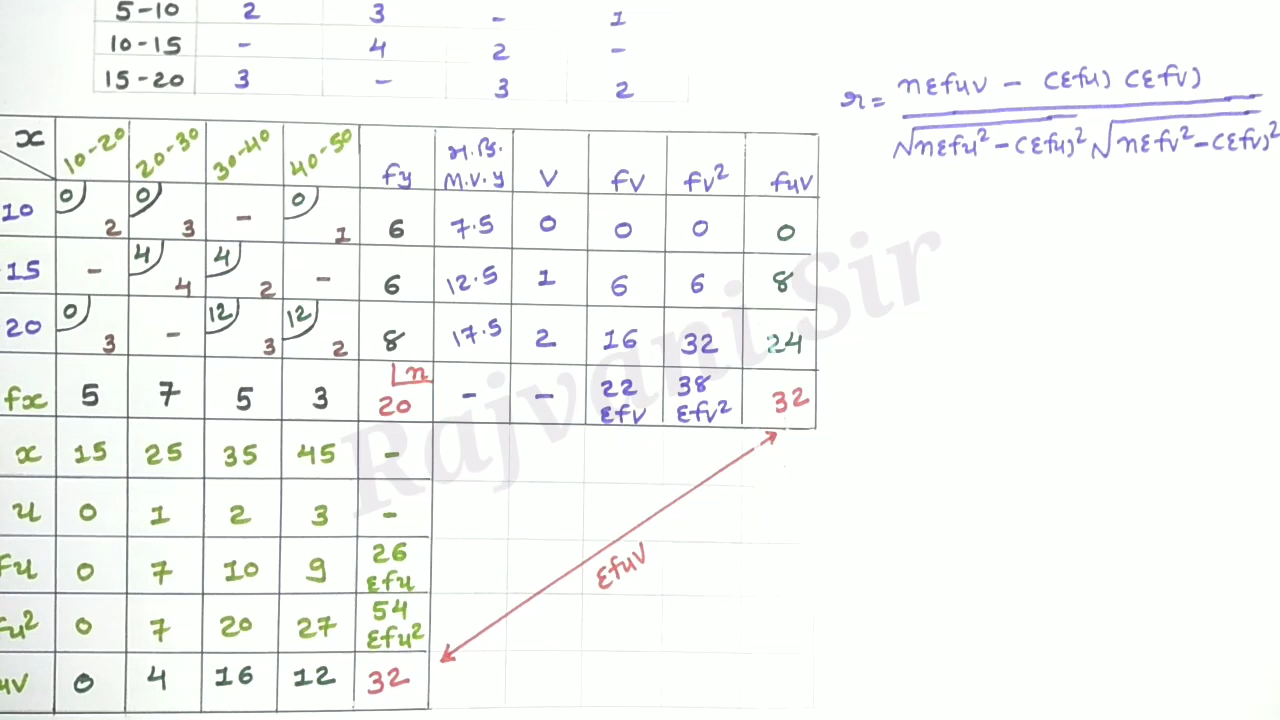 5-10 2 3 - 1
10-15 - 4 2 -
15-20 3 - 3 2
r = nΣfuv - (Σfu) (Σfv)
√nΣfu² - (Σfu)² √nΣfv² - (Σfv)²
x 10-20 20-30 30-40 40-50 fy M.V.y v fv fv² fuv
10 0 2 0 3 - 0 1 6 7.5 0 0 0 0
15 - 4 4 4 2 - 6 12.5 1 6 6 8
20 0 3 - 12 3 12 2 8 17.5 2 16 32 24
fx 5 7 5 3 n 20 - - 22 Σfv 38 Σfv² 32
x 15 25 35 45 -
u 0 1 2 3 -
fu 0 7 10 9 26 Σfu
fu² 0 7 20 27 54 Σfu²
uv 0 4 16 12 32
Σfuv
Rajvani Sir